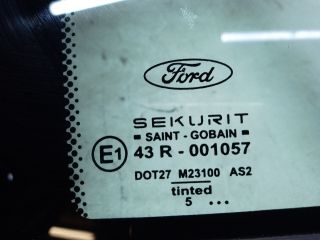 Ford
SEKURIT
SAINT - GOBAIN
E1 43 R - 001057
DOT27 M23100 AS2
tinted
5 ...